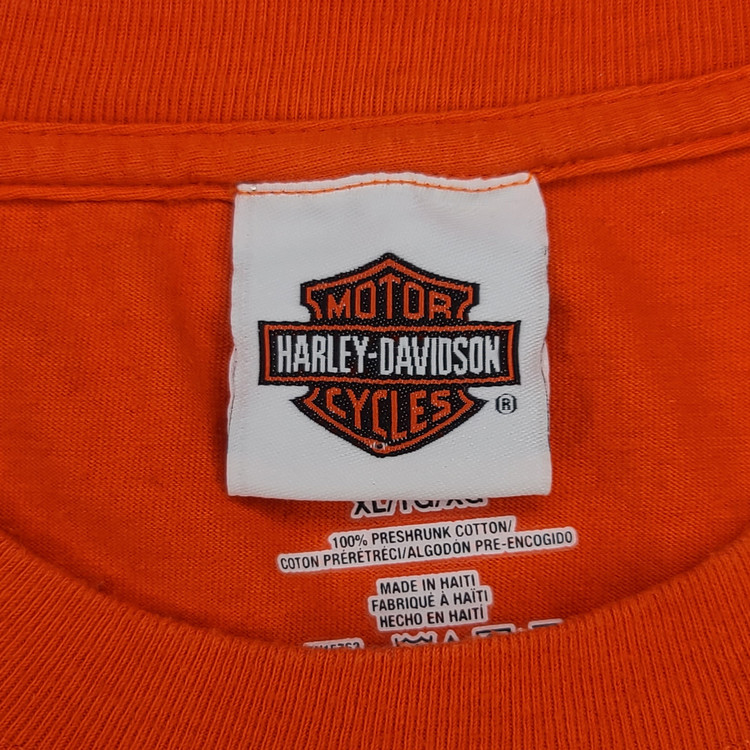 MOTOR
HARLEY-DAVIDSON
CYCLES
®
XL/TG/XG
100% PRESHRUNK COTTON/
COTON PRÉRÉTRÉCI/ALGODÓN PRE-ENCOGIDO
MADE IN HAITI
FABRIQUÉ À HAÏTI
HECHO EN HAITÍ